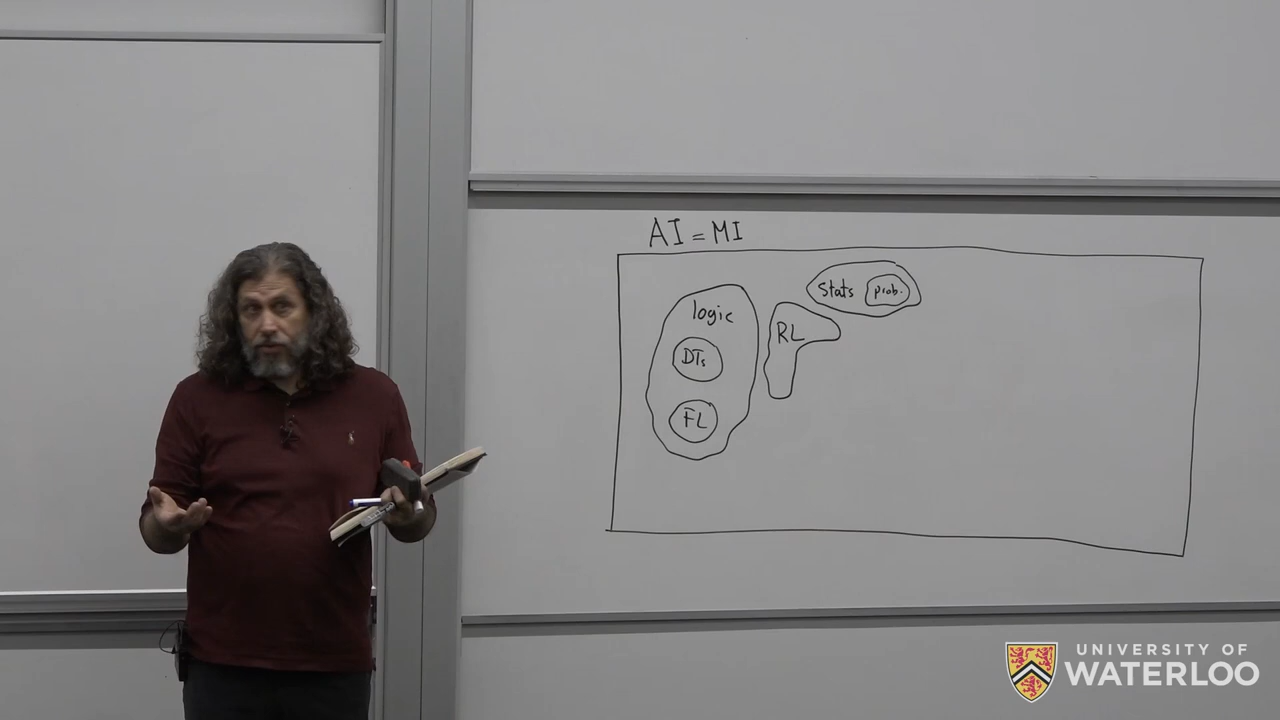 AI = MI
Stats prob.
logic
RL
DTs
FL
UNIVERSITY OF
WATERLOO